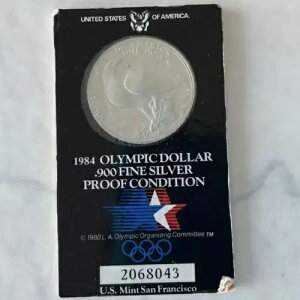 UNITED STATES OF AMERICA.
1984 OLYMPIC DOLLAR
.900 FINE SILVER
PROOF CONDITION
© 1980 L.A. Olympic Organizing Committee TM
2068043
U.S. Mint San Francisco